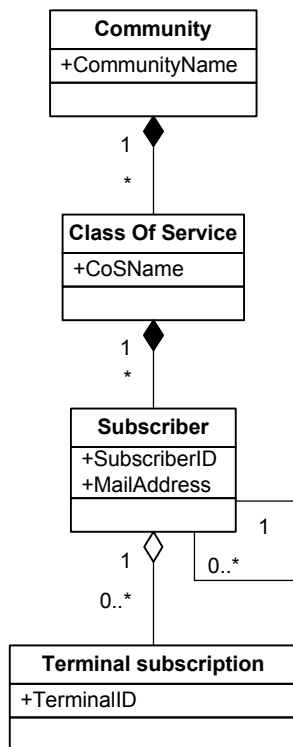 Community
+CommunityName
1
*
Class Of Service
+CoSName
1
*
Subscriber
+SubscriberID
+MailAddress
1
1
0..*
0..*
Terminal subscription
+TerminalID